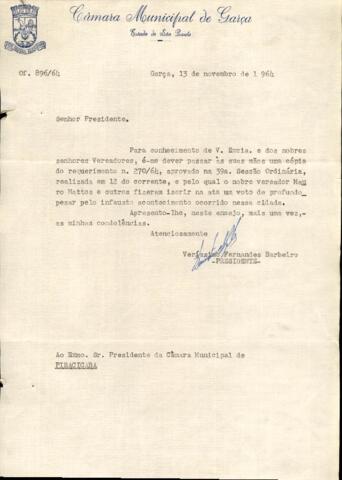 Câmara Municipal de Garça
Estado de São Paulo
Of. 896/64
Garça, 13 de novembro de 1 964
Senhor Presidente.
Para conhecimento de V. Excia. e dos nobres
senhores Vereadores, é-me dever passar às suas mãos uma cópia
do requerimento n. 270/64, aprovado na 39a. Sessão Ordinária,
realizada em 12 do corrente, e pelo qual o nobre vereador Mau
ro Mattos e outros fizeram inserir na ata um voto de profundo
pesar pelo infausto acontecimento ocorrido nessa cidade.
Apresento-lhe, neste ensejo, mais uma vez,
as minhas condolências.
Atenciosamente
Fernandes Barbeiro
-PRESIDENTE-
Ao Exmo. Sr. Presidente da Câmara Municipal de
PIRACICABA